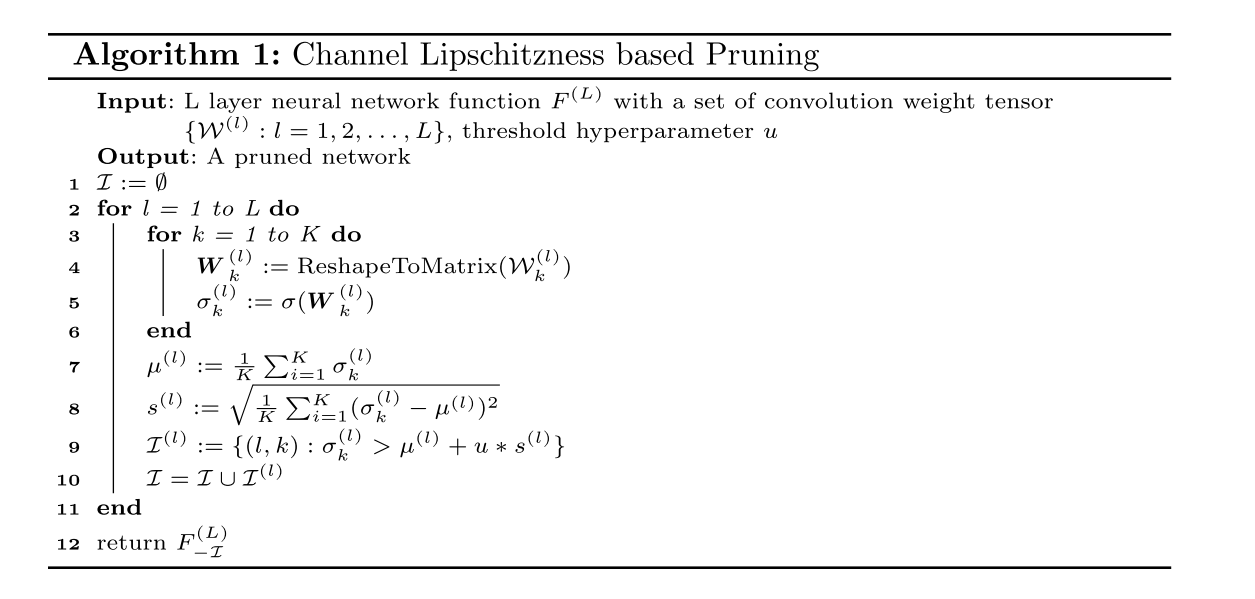 Algorithm 1: Channel Lipschitzness based Pruning
Input: L layer neural network function $F^{(L)}$ with a set of convolution weight tensor
$\{\mathcal{W}^{(l)} : l = 1, 2, \ldots, L\}$, threshold hyperparameter $u$
Output: A pruned network
1 $\mathcal{I} := \emptyset$
2 for l = 1 to L do
3 for k = 1 to K do
4 $\boldsymbol{W}_k^{(l)} := \text{ReshapeToMatrix}(\mathcal{W}_k^{(l)})$
5 $\sigma_k^{(l)} := \sigma(\boldsymbol{W}_k^{(l)})$
6 end
7 $\mu^{(l)} := \frac{1}{K} \sum_{i=1}^{K} \sigma_k^{(l)}$
8 $s^{(l)} := \sqrt{\frac{1}{K} \sum_{i=1}^{K} (\sigma_k^{(l)} - \mu^{(l)})^2}$
9 $\mathcal{I}^{(l)} := \{(l, k) : \sigma_k^{(l)} > \mu^{(l)} + u * s^{(l)}\}$
10 $\mathcal{I} = \mathcal{I} \cup \mathcal{I}^{(l)}$
11 end
12 return $F_{-\mathcal{I}}^{(L)}$